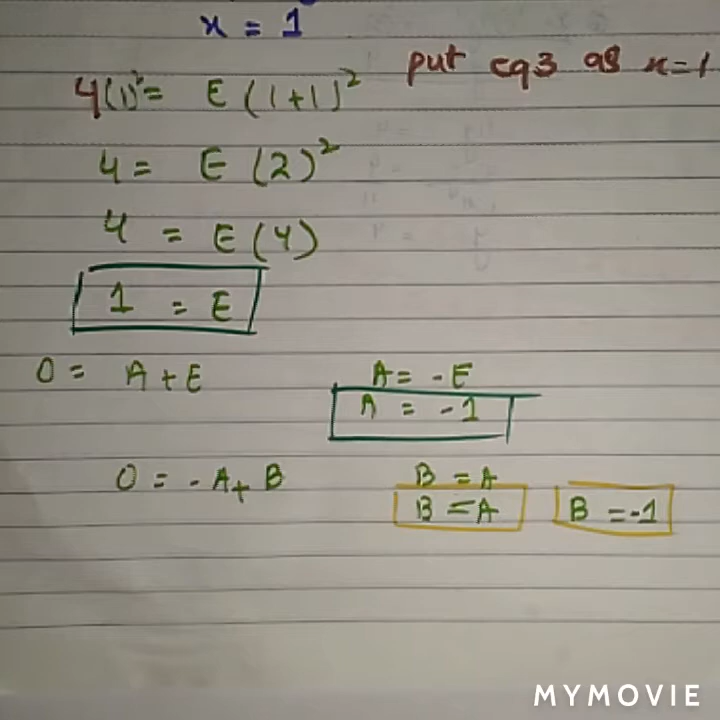 x = 1
4(1)² = E (1+1)² put eq3 as x=1
4 = E (2)²
4 = E(4)
1 = E
0 = A + E A = -E
A = -1
0 = -A + B B = A
B = A B = -1
MYMOVIE